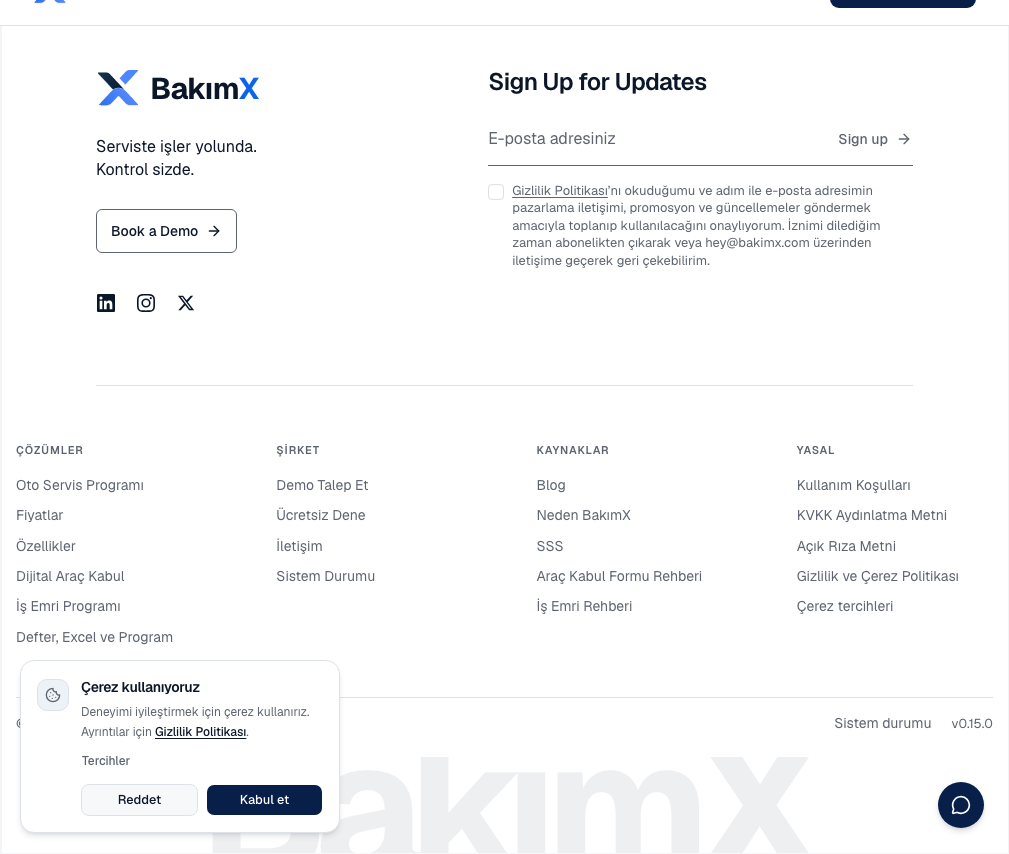 BakımX
Serviste işler yolunda.
Kontrol sizde.
Book a Demo
Sign Up for Updates
E-posta adresiniz
Sign up
Gizlilik Politikası'nı okuduğumu ve adım ile e-posta adresimin
pazarlama iletişimi, promosyon ve güncellemeler göndermek
amacıyla toplanıp kullanılacağını onaylıyorum. İznimi dilediğim
zaman abonelikten çıkarak veya hey@bakimx.com üzerinden
iletişime geçerek geri çekebilirim.
ÇÖZÜMLER
Oto Servis Programı
Fiyatlar
Özellikler
Dijital Araç Kabul
İş Emri Programı
Defter, Excel ve Program
ŞİRKET
Demo Talep Et
Ücretsiz Dene
İletişim
Sistem Durumu
KAYNAKLAR
Blog
Neden BakımX
SSS
Araç Kabul Formu Rehberi
İş Emri Rehberi
YASAL
Kullanım Koşulları
KVKK Aydınlatma Metni
Açık Rıza Metni
Gizlilik ve Çerez Politikası
Çerez tercihleri
Çerez kullanıyoruz
Deneyimi iyileştirmek için çerez kullanırız.
Ayrıntılar için Gizlilik Politikası.
Tercihler
Reddet
Kabul et
Sistem durumu
v0.15.0
BakımX